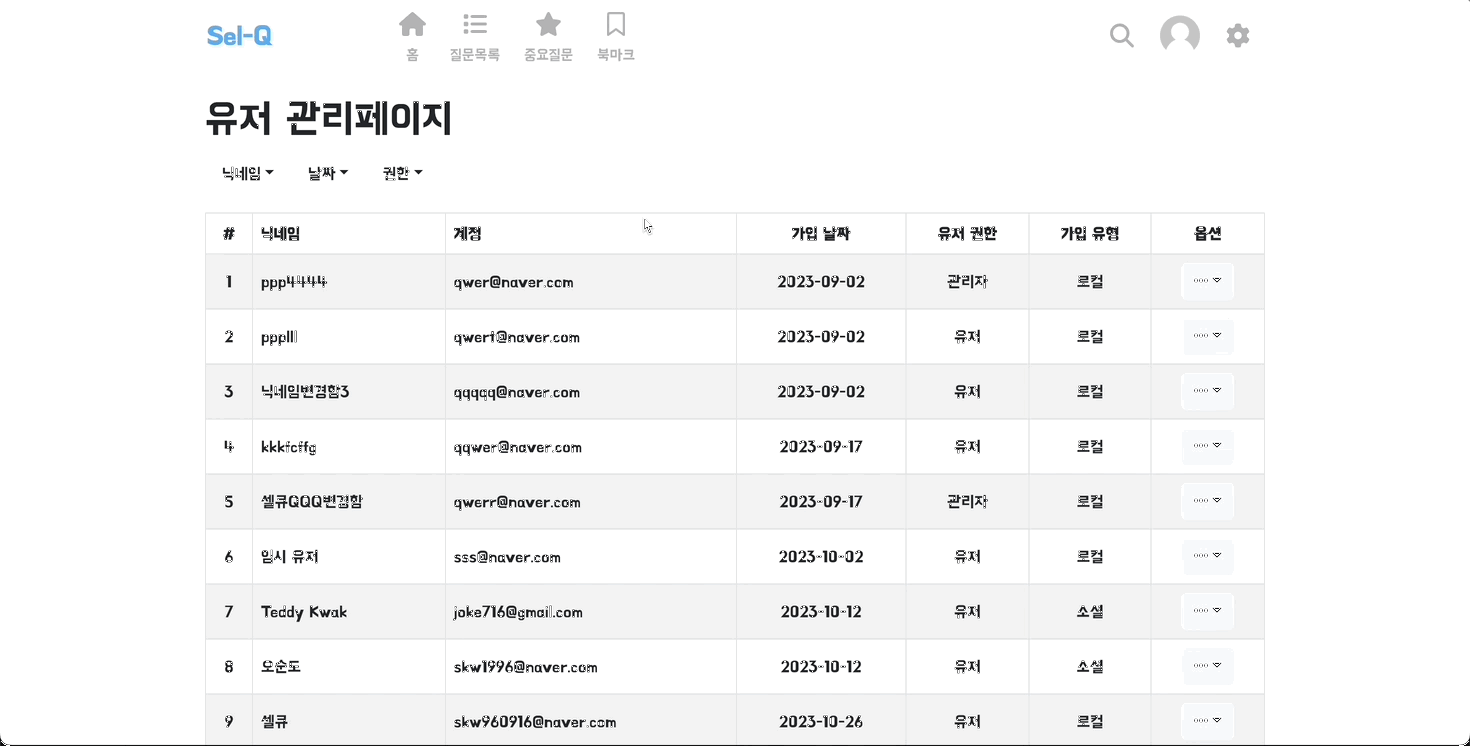 Sel-Q
홈 질문목록 중요질문 북마크
유저 관리페이지
닉네임 날짜 권한
# 닉네임 계정 가입 날짜 유저 권한 가입 유형 옵션
1 ppp4444 qwer@naver.com 2023-09-02 관리자 로컬
2 ppplll qwer1@naver.com 2023-09-02 유저 로컬
3 닉네임변경함3 qqqqq@naver.com 2023-09-02 유저 로컬
4 qqwer@naver.com 2023-09-17 유저 로컬
5 셀큐QQQ변경함 qwerr@naver.com 2023-09-17 관리자 로컬
6 임시 유저 sss@naver.com 2023-10-02 유저 로컬
7 Teddy Kwak joke716@gmail.com 2023-10-12 유저 소셜
8 오순도 skw1996@naver.com 2023-10-12 유저 소셜
9 셀큐 skw960916@naver.com 2023-10-26 유저 로컬